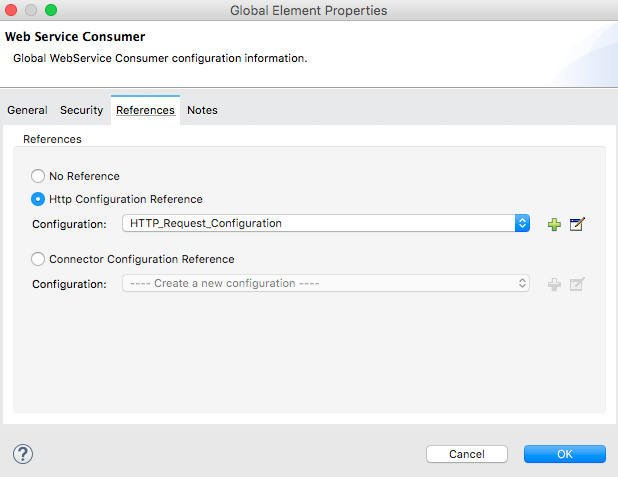 Global Element Properties
Web Service Consumer
Global WebService Consumer configuration information.
General Security References Notes
References
No Reference
Http Configuration Reference
Configuration: HTTP_Request_Configuration
Connector Configuration Reference
Configuration: ---- Create a new configuration ----
? Cancel OK